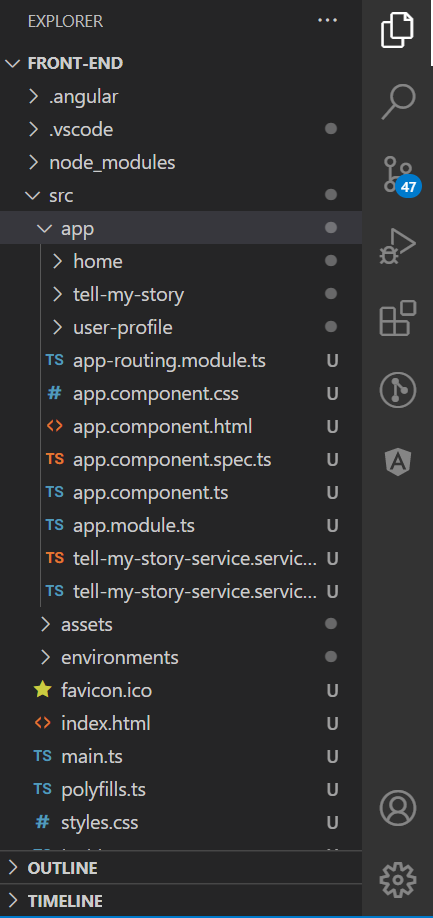 EXPLORER ...
FRONT-END
.angular
.vscode
node_modules
47
src
app
home
tell-my-story
user-profile
TS app-routing.module.ts U
# app.component.css U
<> app.component.html U
TS app.component.spec.ts U
TS app.component.ts U
TS app.module.ts U
TS tell-my-story-service.servic... U
TS tell-my-story-service.servic... U
assets
environments
favicon.ico U
<> index.html U
TS main.ts U
TS polyfills.ts U
# styles.css U
OUTLINE
TIMELINE